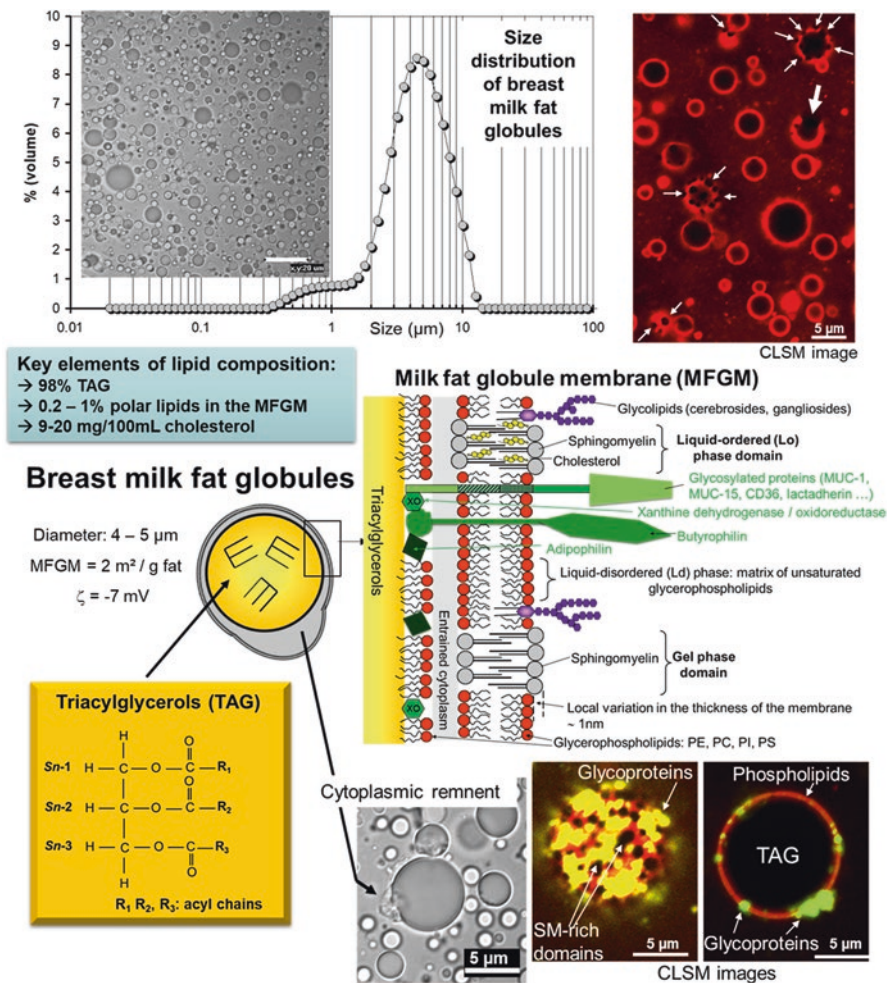 10
9
8
7
6
5
4
3
2
1
0
% (volume)
x,y:20 um
Size
distribution
of breast
milk fat
globules
0.01
0.1
1
10
100
Size (µm)
5 µm
CLSM image
Key elements of lipid composition:
→ 98% TAG
→ 0.2 – 1% polar lipids in the MFGM
→ 9-20 mg/100mL cholesterol
Breast milk fat globules
Diameter: 4 – 5 µm
MFGM = 2 m² / g fat
ζ = -7 mV
Milk fat globule membrane (MFGM)
Triacylglycerols
Entrained cytoplasm
XO
XO
Glycolipids (cerebrosides, gangliosides)
Sphingomyelin
Cholesterol
Liquid-ordered (Lo)
phase domain
Glycosylated proteins (MUC-1,
MUC-15, CD36, lactadherin ...)
Xanthine dehydrogenase / oxidoreductase
Butyrophilin
Adipophilin
Liquid-disordered (Ld) phase: matrix of unsaturated
glycerophospholipids
Sphingomyelin
Gel phase
domain
Local variation in the thickness of the membrane
~ 1nm
Glycerophospholipids: PE, PC, PI, PS
Triacylglycerols (TAG)
H O
Sn-1 H – C – O – C – R₁
O
Sn-2 H – C – O – C – R₂
Sn-3 H – C – O – C – R₃
H O
R₁ R₂, R₃: acyl chains
Cytoplasmic remnent
5 µm
Glycoproteins
SM-rich
domains
5 µm
Phospholipids
TAG
Glycoproteins
5 µm
CLSM images